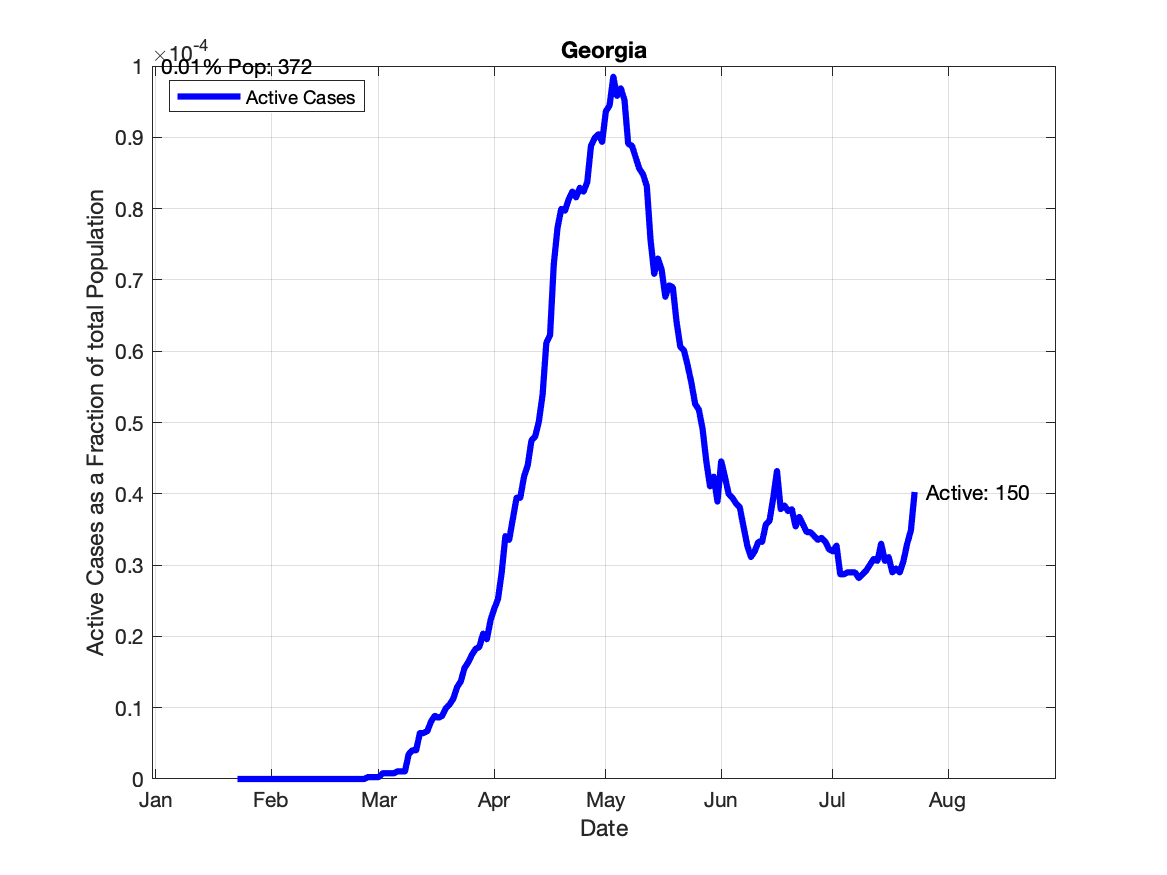 Georgia
×10-4
0.01% Pop: 372
Active Cases
1
0.9
0.8
0.7
0.6
0.5
0.4
0.3
0.2
0.1
0
Active Cases as a Fraction of total Population
Active: 150
Jan Feb Mar Apr May Jun Jul Aug
Date